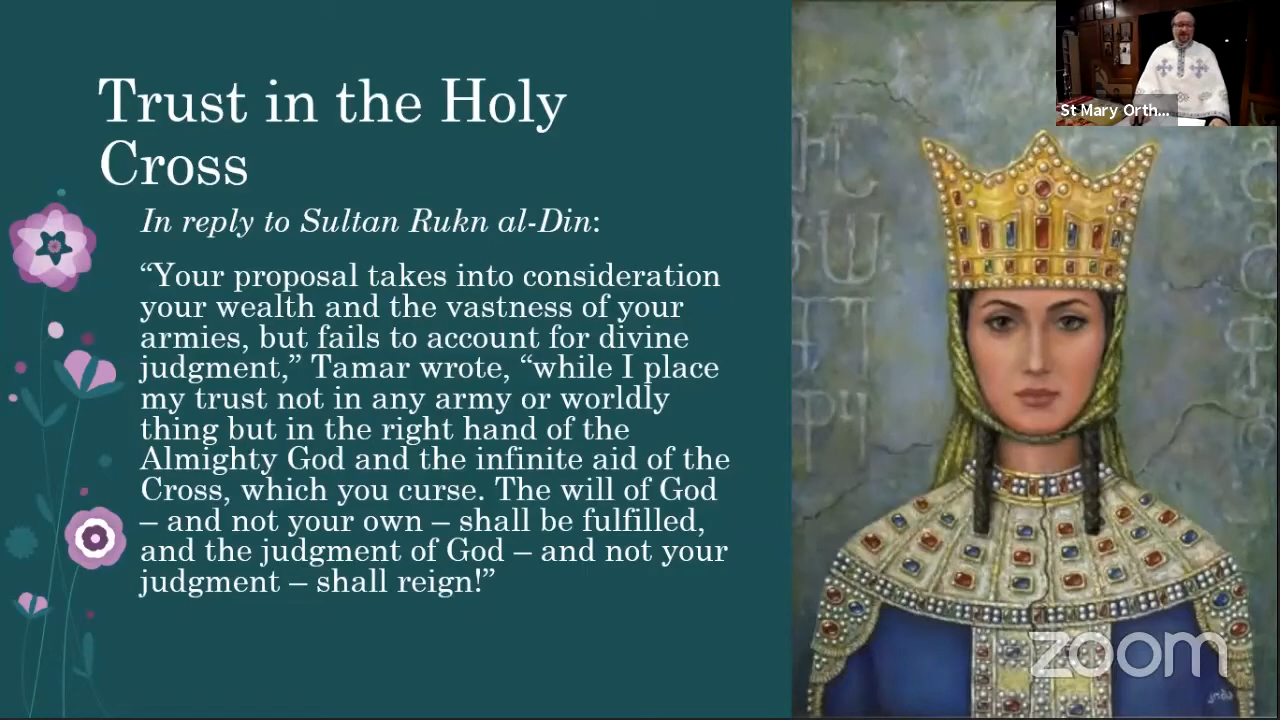 Trust in the Holy
Cross
In reply to Sultan Rukn al-Din:
“Your proposal takes into consideration
your wealth and the vastness of your
armies, but fails to account for divine
judgment,” Tamar wrote, “while I place
my trust not in any army or worldly
thing but in the right hand of the
Almighty God and the infinite aid of the
Cross, which you curse. The will of God
– and not your own – shall be fulfilled,
and the judgment of God – and not your
judgment – shall reign!”
St Mary Orth...
zoom